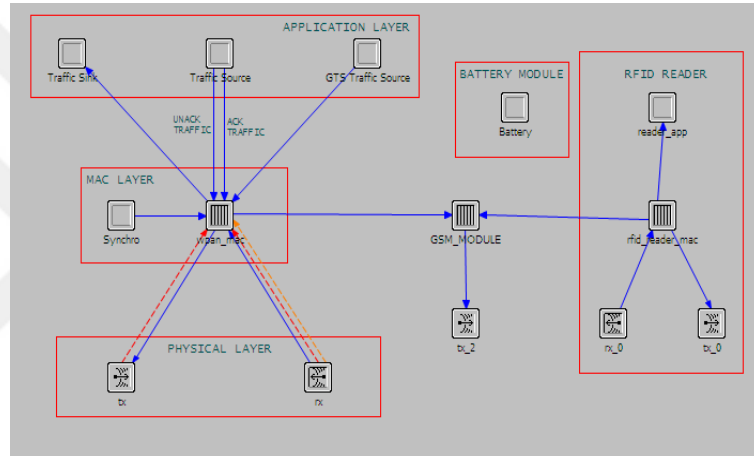 APPLICATION LAYER
Traffic Sink
Traffic Source
GTS Traffic Source
UNACK
TRAFFIC
ACK
TRAFFIC
BATTERY MODULE
Battery
RFID READER
reader_app
MAC LAYER
Synchro
wpan_mac
GSM_MODULE
rfid_reader_mac
tx_2
rx_0
tx_0
PHYSICAL LAYER
tx
rx